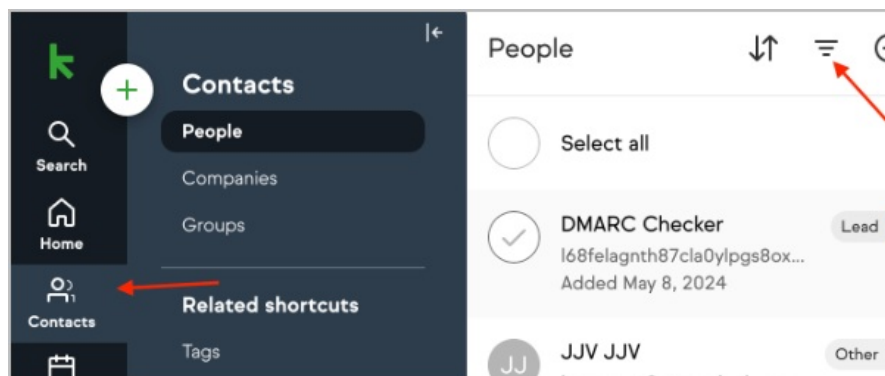 Search
Home
Contacts
Contacts
People
Companies
Groups
Related shortcuts
Tags
People
Select all
DMARC Checker
Lead
l68felagnth87cla0ylpgs8ox...
Added May 8, 2024
JJ
JJV JJV
Other